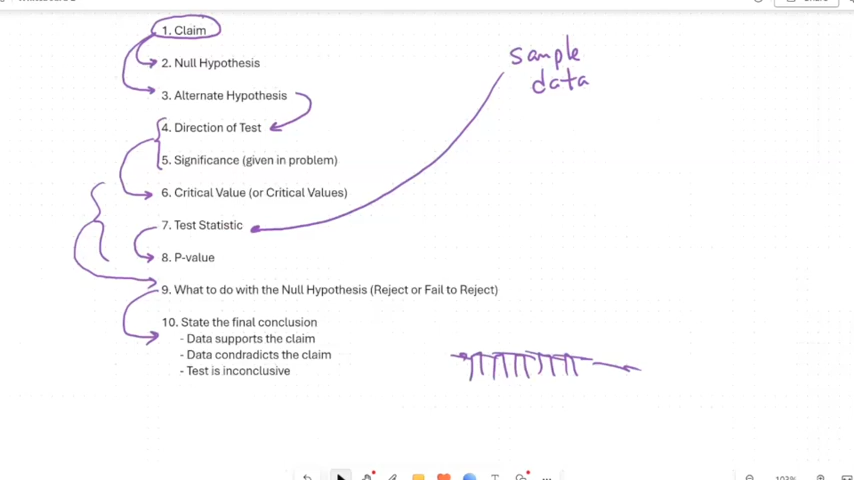 1. Claim
sample
data
2. Null Hypothesis
3. Alternate Hypothesis
4. Direction of Test
5. Significance (given in problem)
6. Critical Value (or Critical Values)
7. Test Statistic
8. P-value
9. What to do with the Null Hypothesis (Reject or Fail to Reject)
10. State the final conclusion
- Data supports the claim
- Data condradicts the claim
- Test is inconclusive